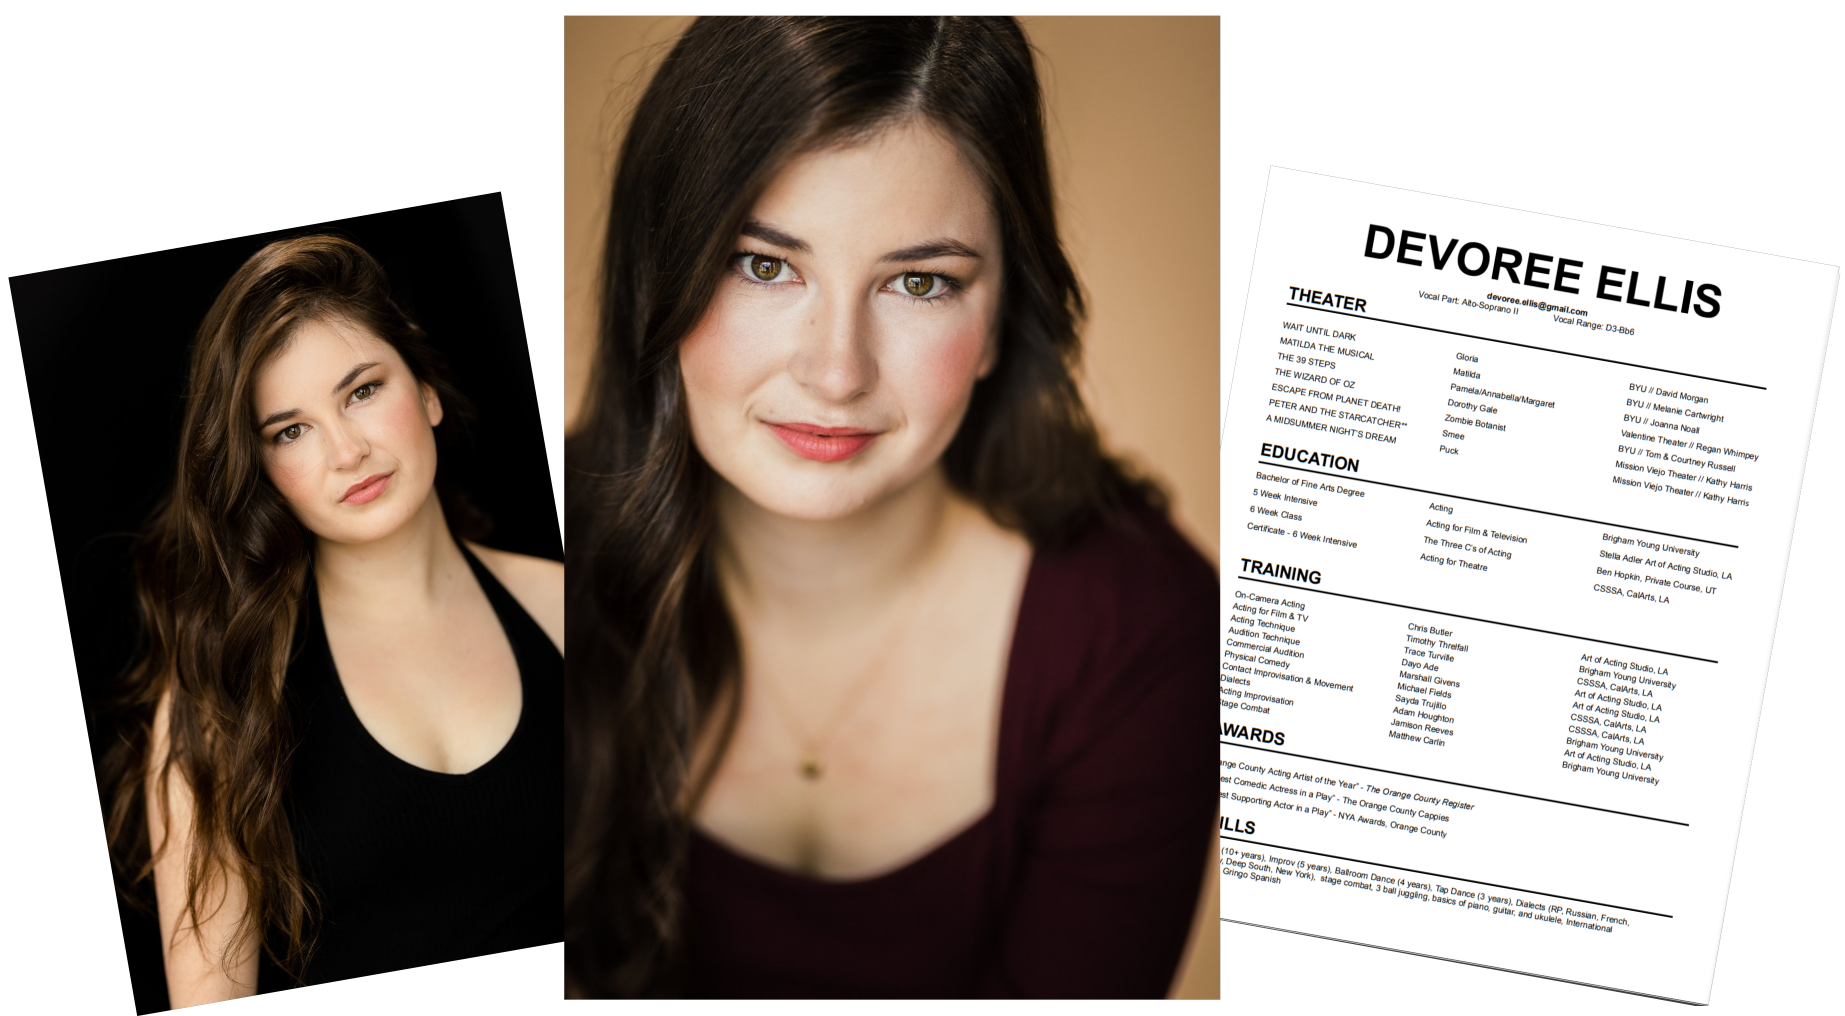 DEVOREE ELLIS
devoree.ellis@gmail.com
Vocal Part: Alto-Soprano II Vocal Range: D3-Bb6
THEATER
WAIT UNTIL DARK Gloria BYU // David Morgan
MATILDA THE MUSICAL Matilda BYU // Melanie Cartwright
THE 39 STEPS Pamela/Annabella/Margaret BYU // Joanna Noall
THE WIZARD OF OZ Dorothy Gale Valentine Theater // Regan Whimpey
ESCAPE FROM PLANET DEATH! Zombie Botanist BYU // Tom & Courtney Russell
PETER AND THE STARCATCHER** Smee Mission Viejo Theater // Kathy Harris
A MIDSUMMER NIGHT'S DREAM Puck Mission Viejo Theater // Kathy Harris
EDUCATION
Bachelor of Fine Arts Degree Acting Brigham Young University
5 Week Intensive Acting for Film & Television Stella Adler Art of Acting Studio, LA
6 Week Class The Three C's of Acting Ben Hopkin, Private Course, UT
Certificate - 6 Week Intensive Acting for Theatre CSSSA, CalArts, LA
TRAINING
On-Camera Acting Chris Butler Art of Acting Studio, LA
Acting for Film & TV Timothy Threlfall Brigham Young University
Acting Technique Trace Turville CSSSA, CalArts, LA
Audition Technique Dayo Ade Art of Acting Studio, LA
Commercial Audition Marshall Givens Art of Acting Studio, LA
Physical Comedy Michael Fields CSSSA, CalArts, LA
Contact Improvisation & Movement Sayda Trujillo CSSSA, CalArts, LA
Dialects Adam Houghton Brigham Young University
Acting Improvisation Jamison Reeves Art of Acting Studio, LA
Stage Combat Matthew Carlin Brigham Young University
AWARDS
ange County Acting Artist of the Year" - The Orange County Register
est Comedic Actress in a Play" - The Orange County Cappies
est Supporting Actor in a Play" - NYA Awards, Orange County
ILLS
(10+ years), Improv (5 years), Ballroom Dance (4 years), Tap Dance (3 years), Dialects (RP, Russian, French,
, Deep South, New York), stage combat, 3 ball juggling, basics of piano, guitar, and ukulele, International
Gringo Spanish